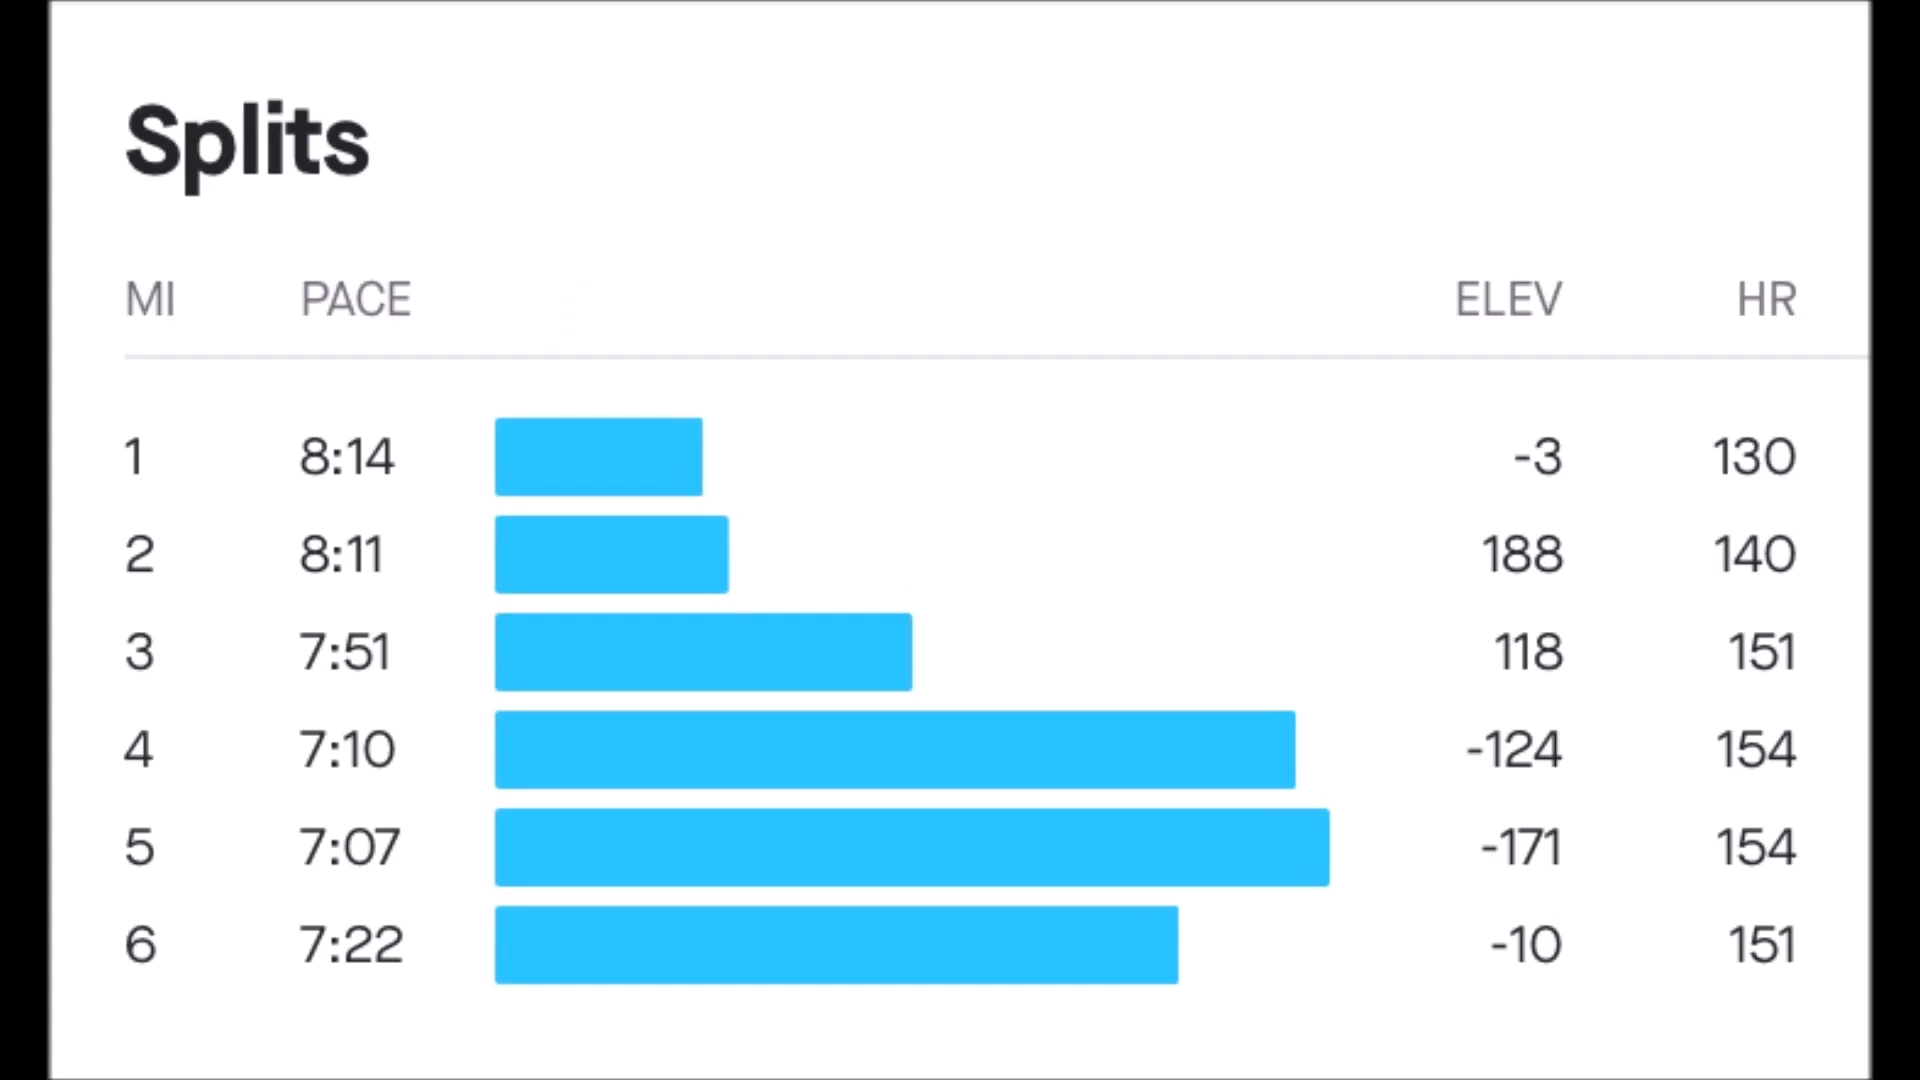 Splits
MI PACE ELEV HR
1 8:14 -3 130
2 8:11 188 140
3 7:51 118 151
4 7:10 -124 154
5 7:07 -171 154
6 7:22 -10 151